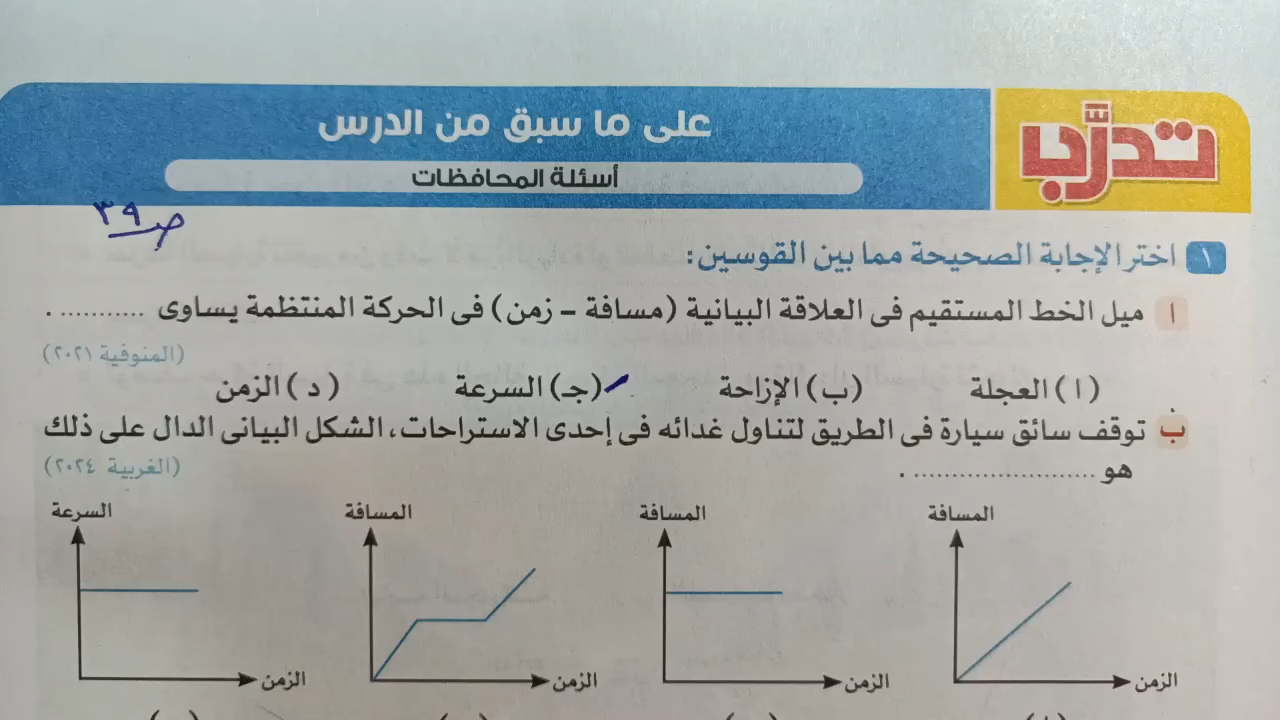 تدرَّب
على ما سبق من الدرس
أسئلة المحافظات
ص ٣٩
١ اختر الإجابة الصحيحة مما بين القوسين:
ا ميل الخط المستقيم فى العلاقة البيانية (مسافة – زمن) فى الحركة المنتظمة يساوى ............ .
(المنوفية ٢٠٢١)
(ا) العجلة (ب) الإزاحة (جـ) السرعة (د) الزمن
ب توقف سائق سيارة فى الطريق لتناول غدائه فى إحدى الاستراحات، الشكل البيانى الدال على ذلك
هو .......................... .
(الغربية ٢٠٢٤)
المسافة المسافة المسافة السرعة
الزمن الزمن الزمن الزمن